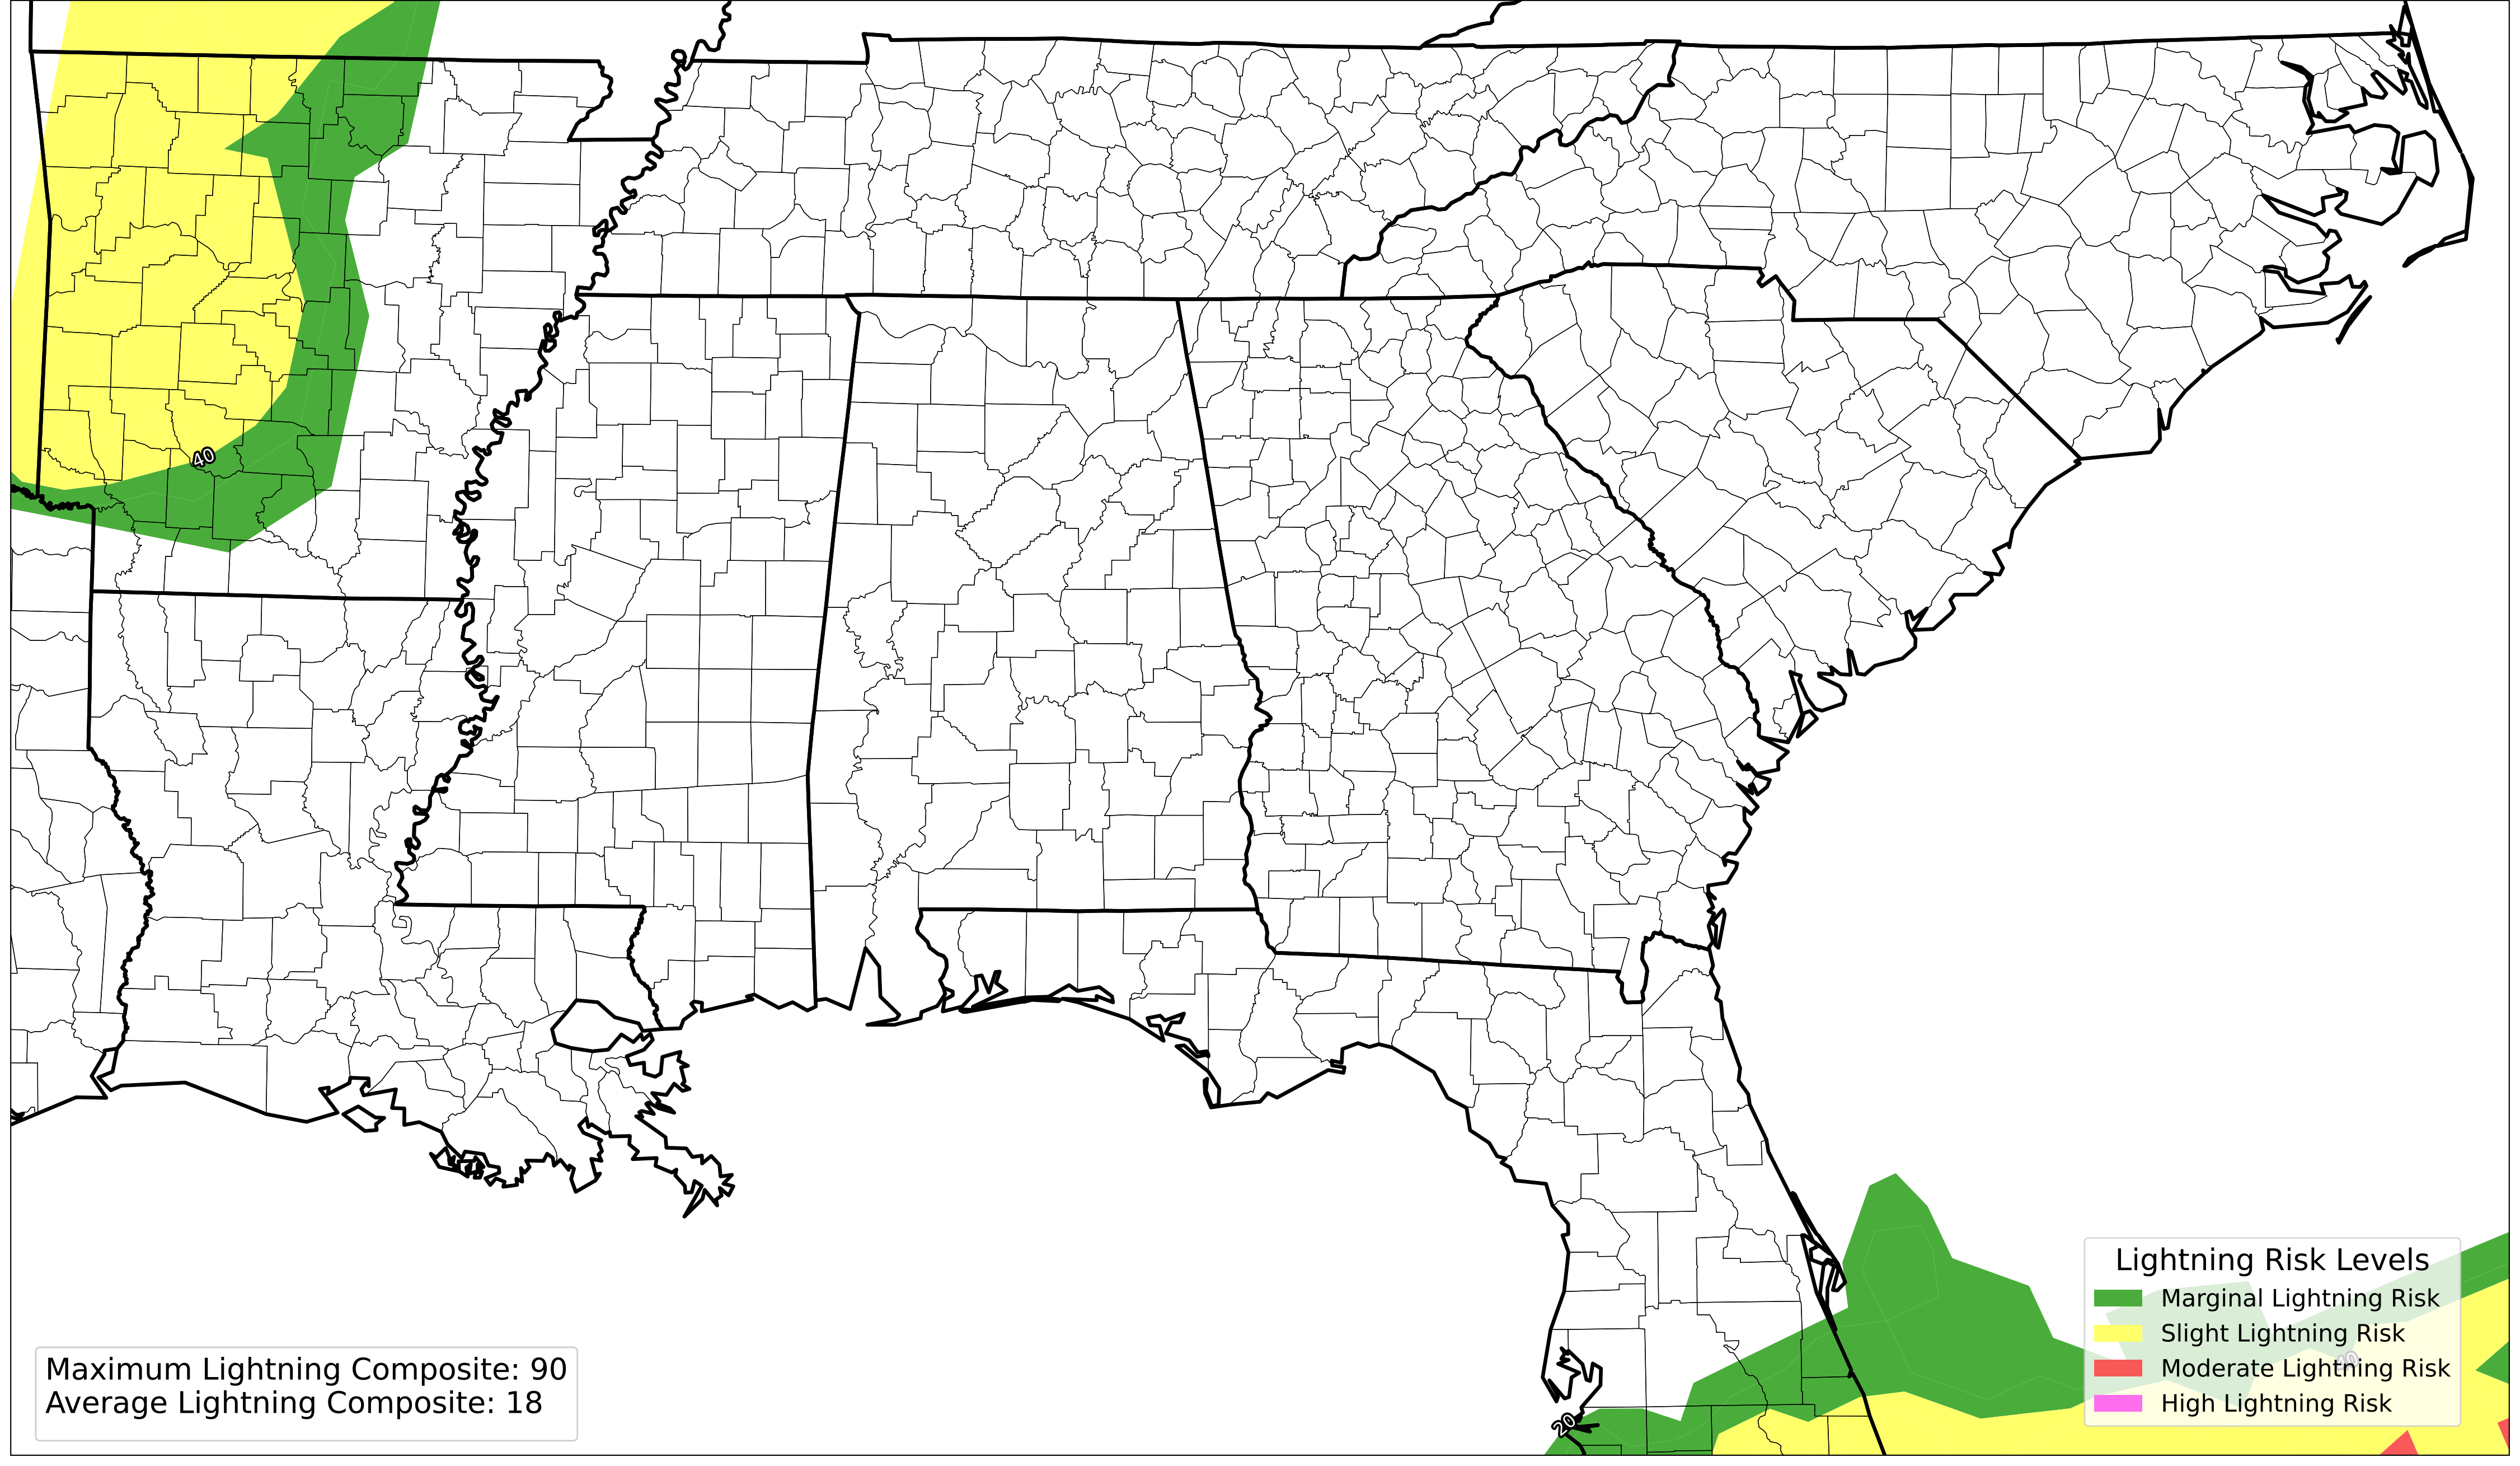 40
Lightning Risk Levels
Marginal Lightning Risk
Slight Lightning Risk
Moderate Lightning Risk
High Lightning Risk
Maximum Lightning Composite: 90
Average Lightning Composite: 18
20